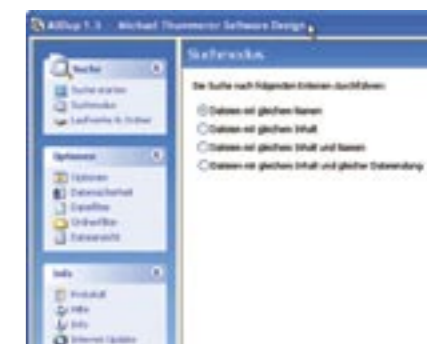 AllDup 1.3 Michael Thummerer Software Design
Suche
Suche starten
Suchmodus
Laufwerke & Ordner
Optionen
Optionen
Datensicherheit
Dateifilter
Ordnerfilter
Dateiansicht
Info
Protokoll
Hilfe
Info
Internet Update
Suchmodus
Die Suche nach folgenden Kriterien durchführen:
Dateien mit gleichem Namen
Dateien mit gleichem Inhalt
Dateien mit gleichem Inhalt und Namen
Dateien mit gleichem Inhalt und gleicher Dateiendung